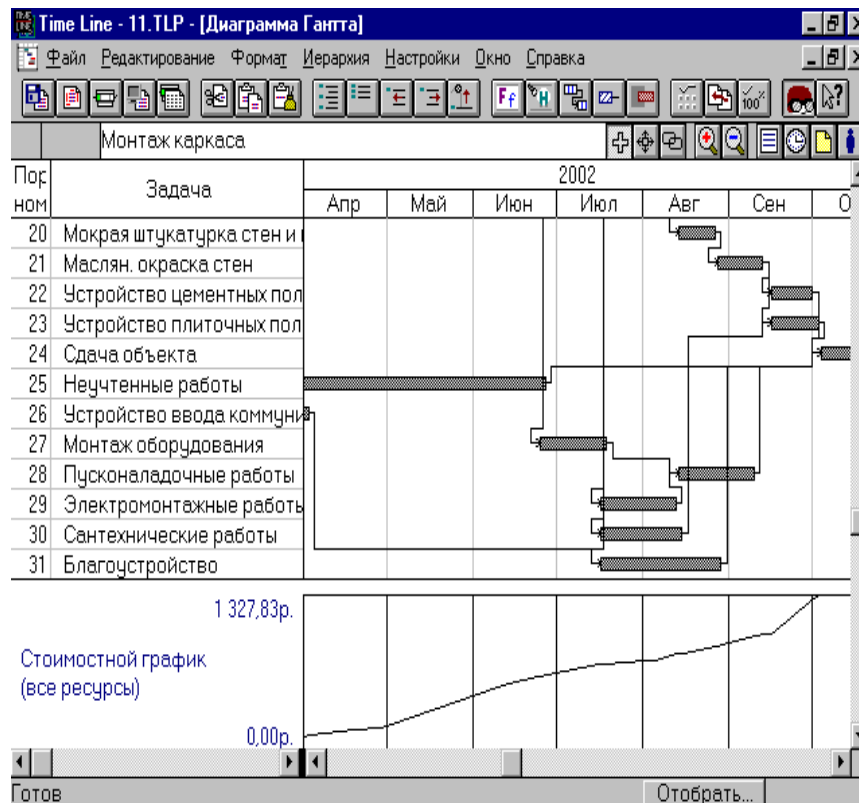 Time Line - 11.TLP - [Диаграмма Гантта]
Файл Редактирование Формат Иерархия Настройки Окно Справка
100%
Монтаж каркаса
Пор ном
Задача
2002
Апр Май Июн Июл Авг Сен О
20 Мокрая штукатурка стен и
21 Маслян. окраска стен
22 Устройство цементных пол
23 Устройство плиточных пол
24 Сдача объекта
25 Неучтенные работы
26 Устройство ввода коммуни
27 Монтаж оборудования
28 Пусконаладочные работы
29 Электромонтажные работы
30 Сантехнические работы
31 Благоустройство
1 327,83р.
Стоимостной график
(все ресурсы)
0,00р.
Готов Отобрать...